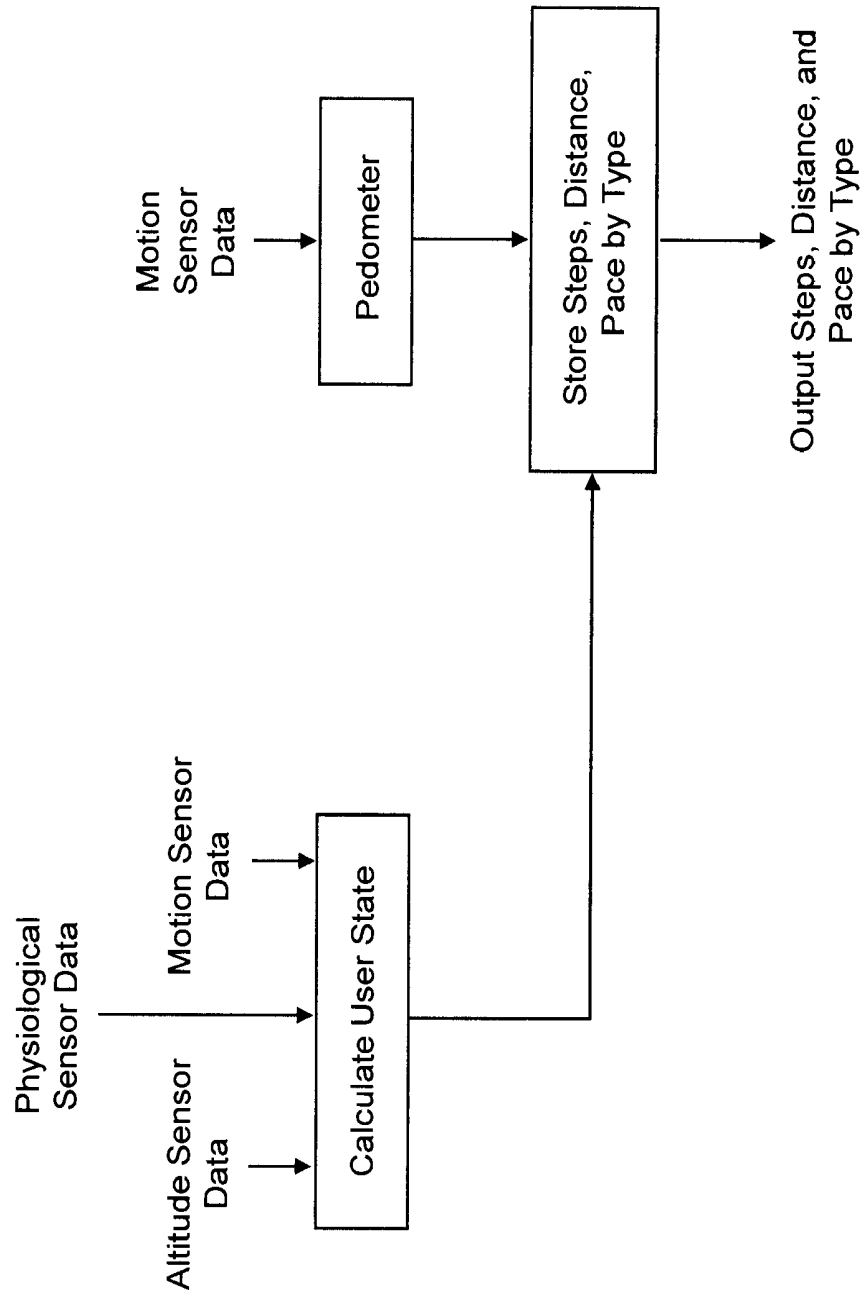 Physiological
Sensor Data
Altitude Sensor
Data
Motion Sensor
Data
Calculate User State
Motion
Sensor
Data
Pedometer
Store Steps, Distance,
Pace by Type
Output Steps, Distance, and
Pace by Type